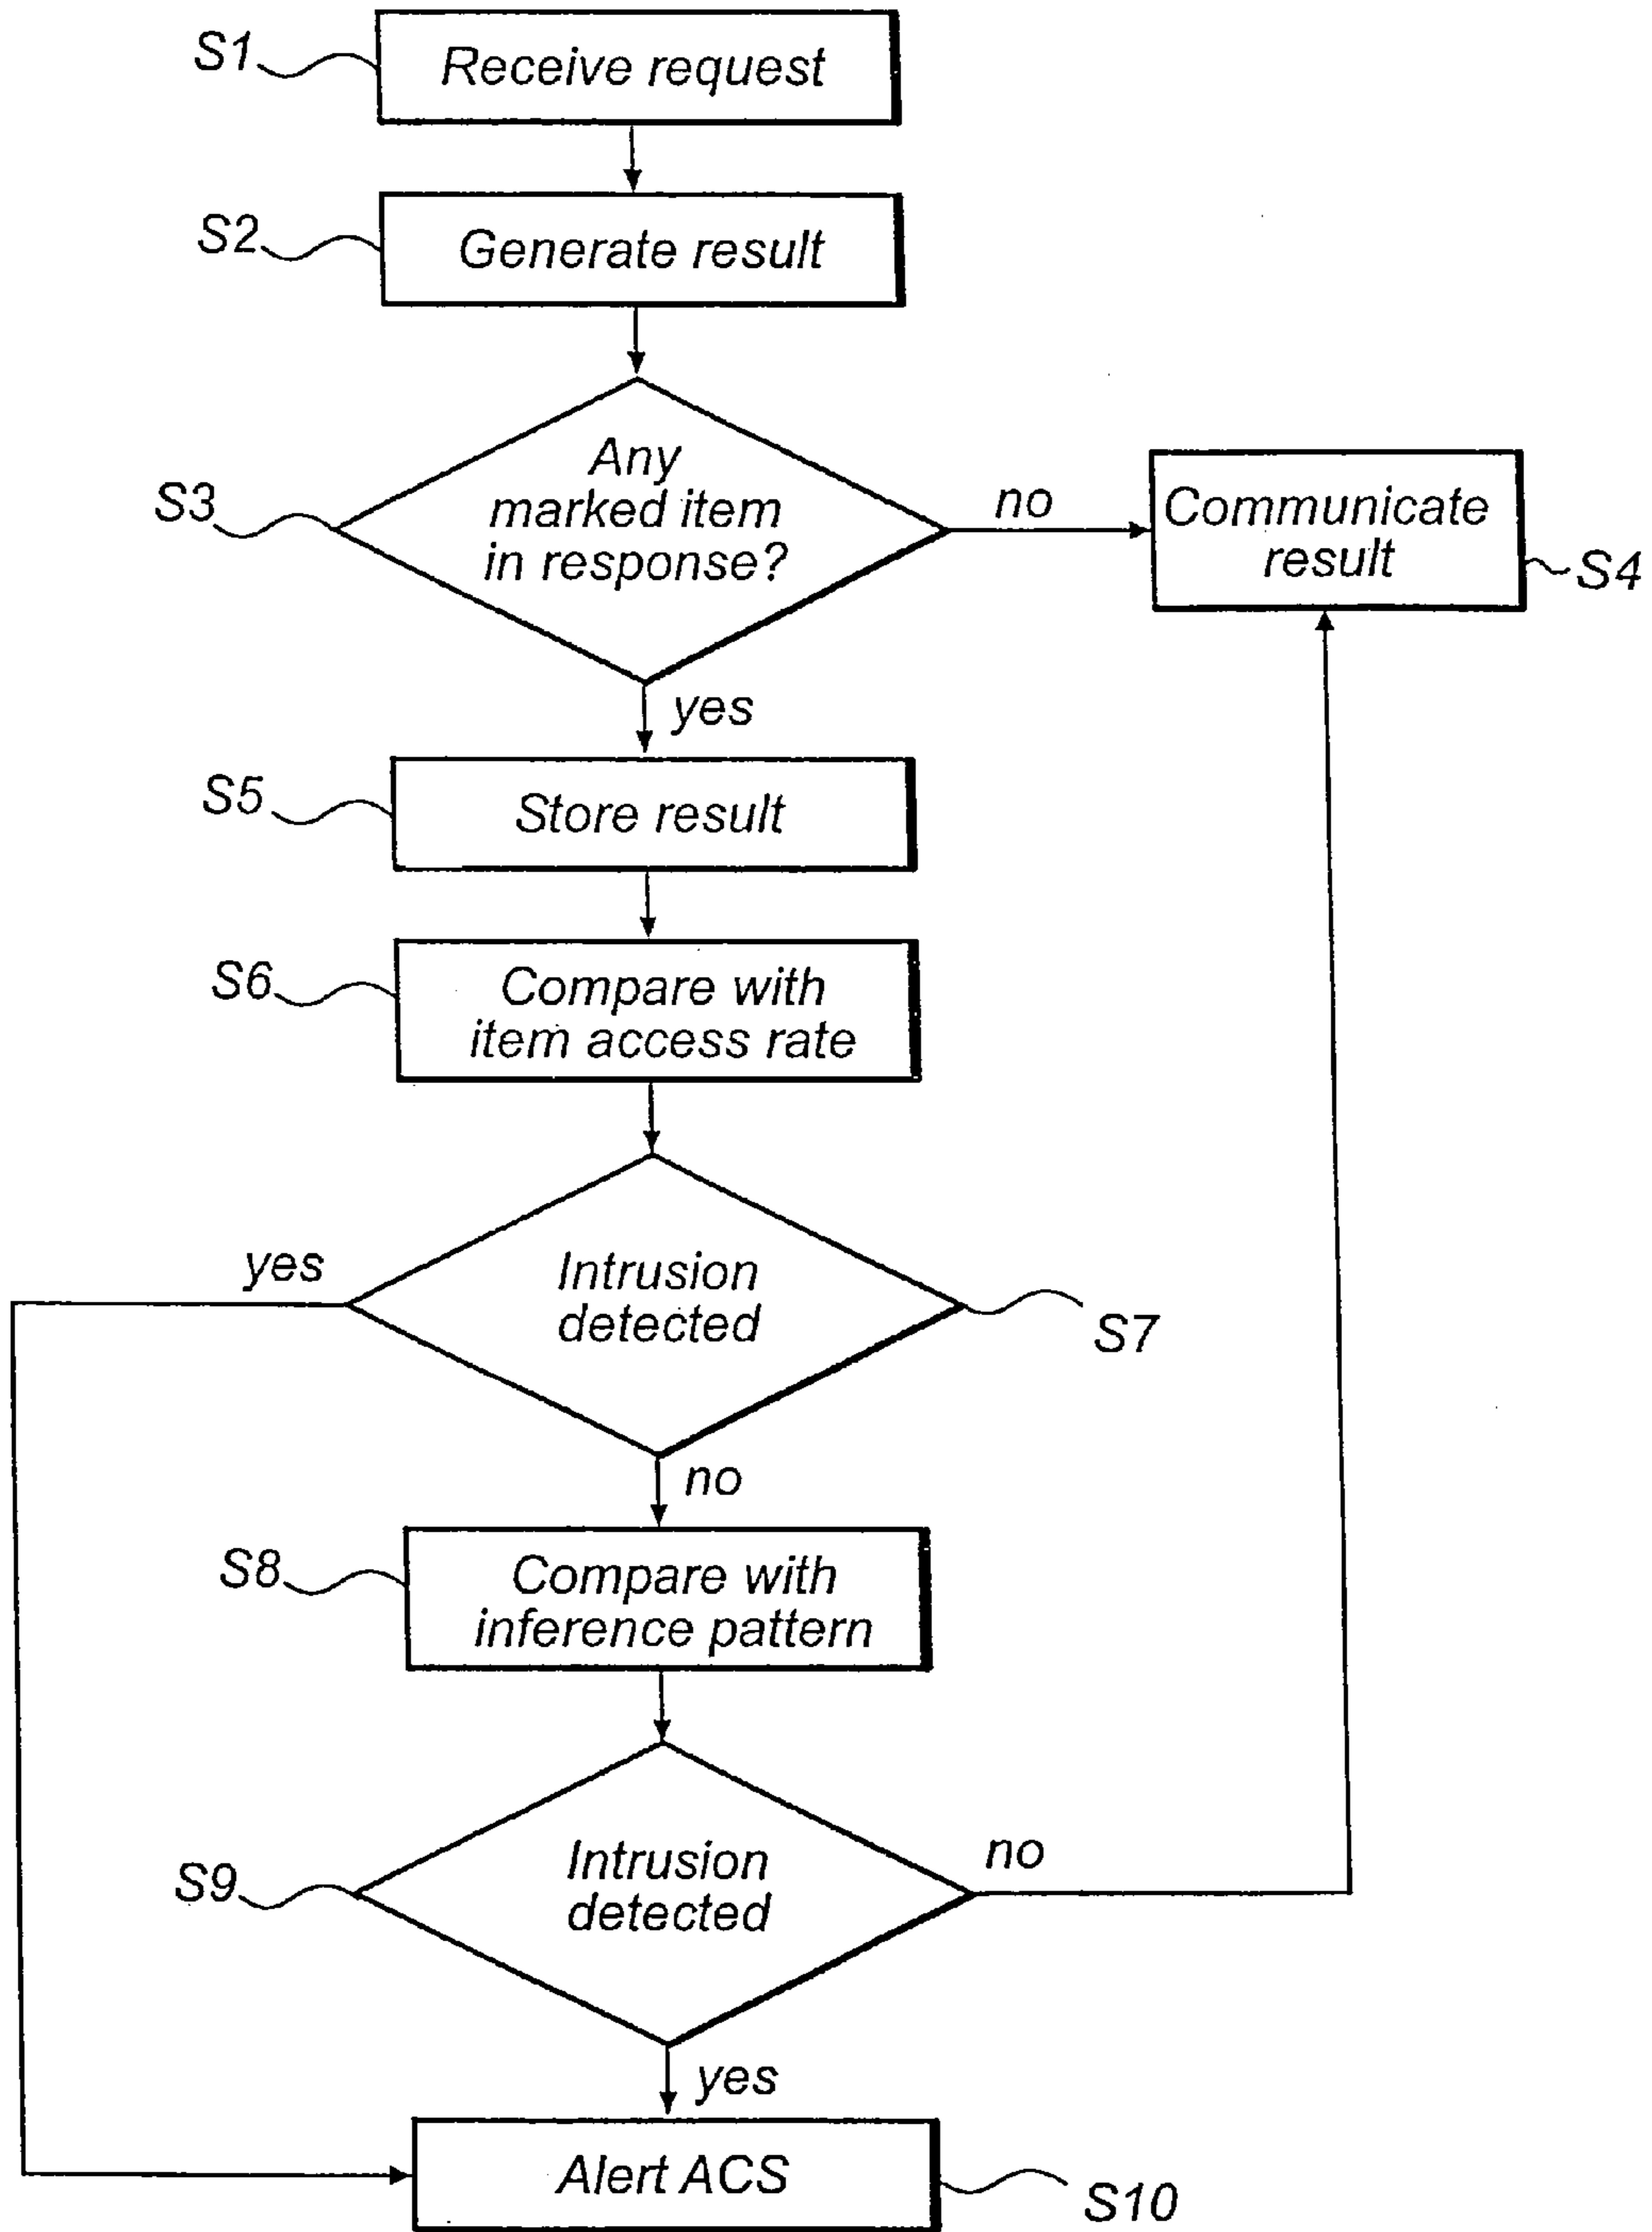 S1
Receive request
S2
Generate result
S3
Any
marked item
in response?
no
Communicate
result
S4
yes
S5
Store result
S6
Compare with
item access rate
yes
Intrusion
detected
S7
no
S8
Compare with
inference pattern
S9
Intrusion
detected
no
yes
Alert ACS
S10